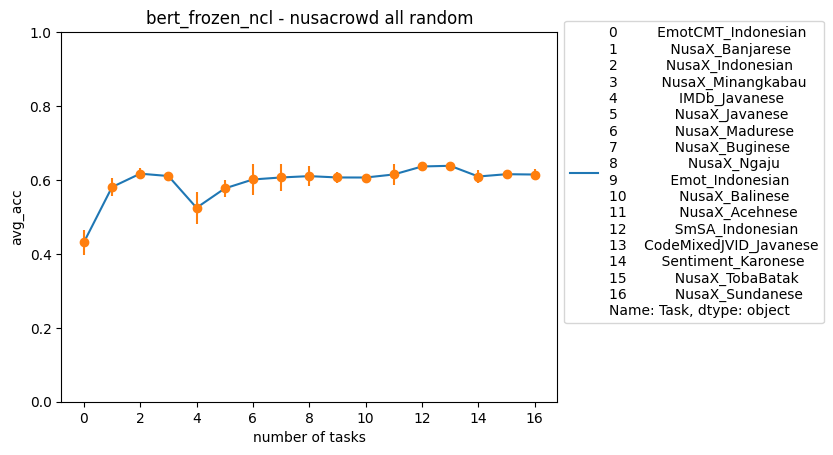 bert_frozen_ncl - nusacrowd all random
1.0
0.8
0.6
0.4
0.2
0.0
avg_acc
0 2 4 6 8 10 12 14 16
number of tasks
0 EmotCMT_Indonesian
1 NusaX_Banjarese
2 NusaX_Indonesian
3 NusaX_Minangkabau
4 IMDb_Javanese
5 NusaX_Javanese
6 NusaX_Madurese
7 NusaX_Buginese
8 NusaX_Ngaju
9 Emot_Indonesian
10 NusaX_Balinese
11 NusaX_Acehnese
12 SmSA_Indonesian
13 CodeMixedJVID_Javanese
14 Sentiment_Karonese
15 NusaX_TobaBatak
16 NusaX_Sundanese
Name: Task, dtype: object